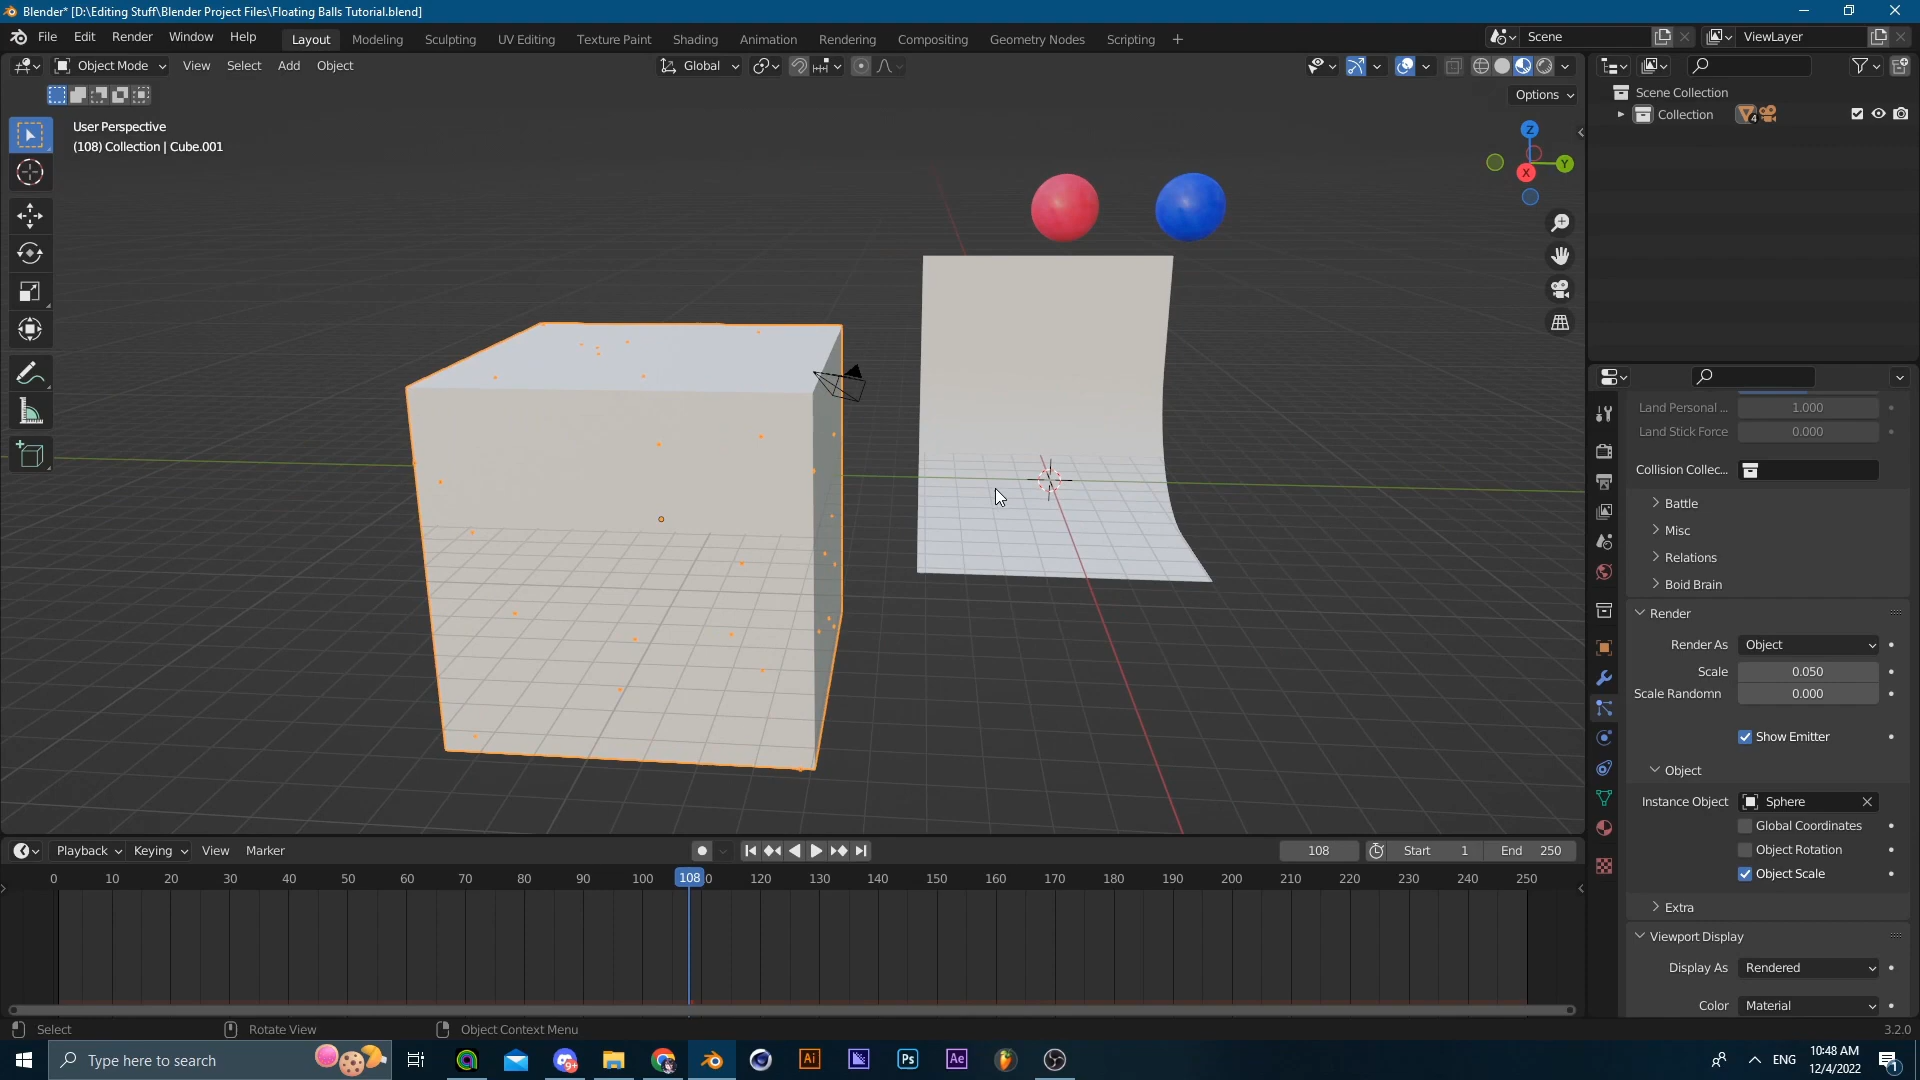 Blender* [D:\Editing Stuff\Blender Project Files\Floating Balls Tutorial.blend]
File Edit Render Window Help Layout Modeling Sculpting UV Editing Texture Paint Shading Animation Rendering Compositing Geometry Nodes Scripting + Scene ViewLayer
Object Mode View Select Add Object Global
Options
Scene Collection
Collection 4
User Perspective
(108) Collection | Cube.001
Z
Y
X
Land Personal ... 1.000
Land Stick Force 0.000
Collision Collec...
Battle
Misc
Relations
Boid Brain
Render
Render As Object
Scale 0.050
Scale Randomn 0.000
Show Emitter
Object
Instance Object Sphere
Global Coordinates
Object Rotation
Object Scale
Extra
Viewport Display
Display As Rendered
Color Material
Playback Keying View Marker 108 Start 1 End 250
0 10 20 30 40 50 60 70 80 90 100 108 0 120 130 140 150 160 170 180 190 200 210 220 230 240 250
Select Rotate View Object Context Menu 3.2.0
Type here to search 9+ Ai Ps Ae ENG 10:48 AM
12/4/2022 1